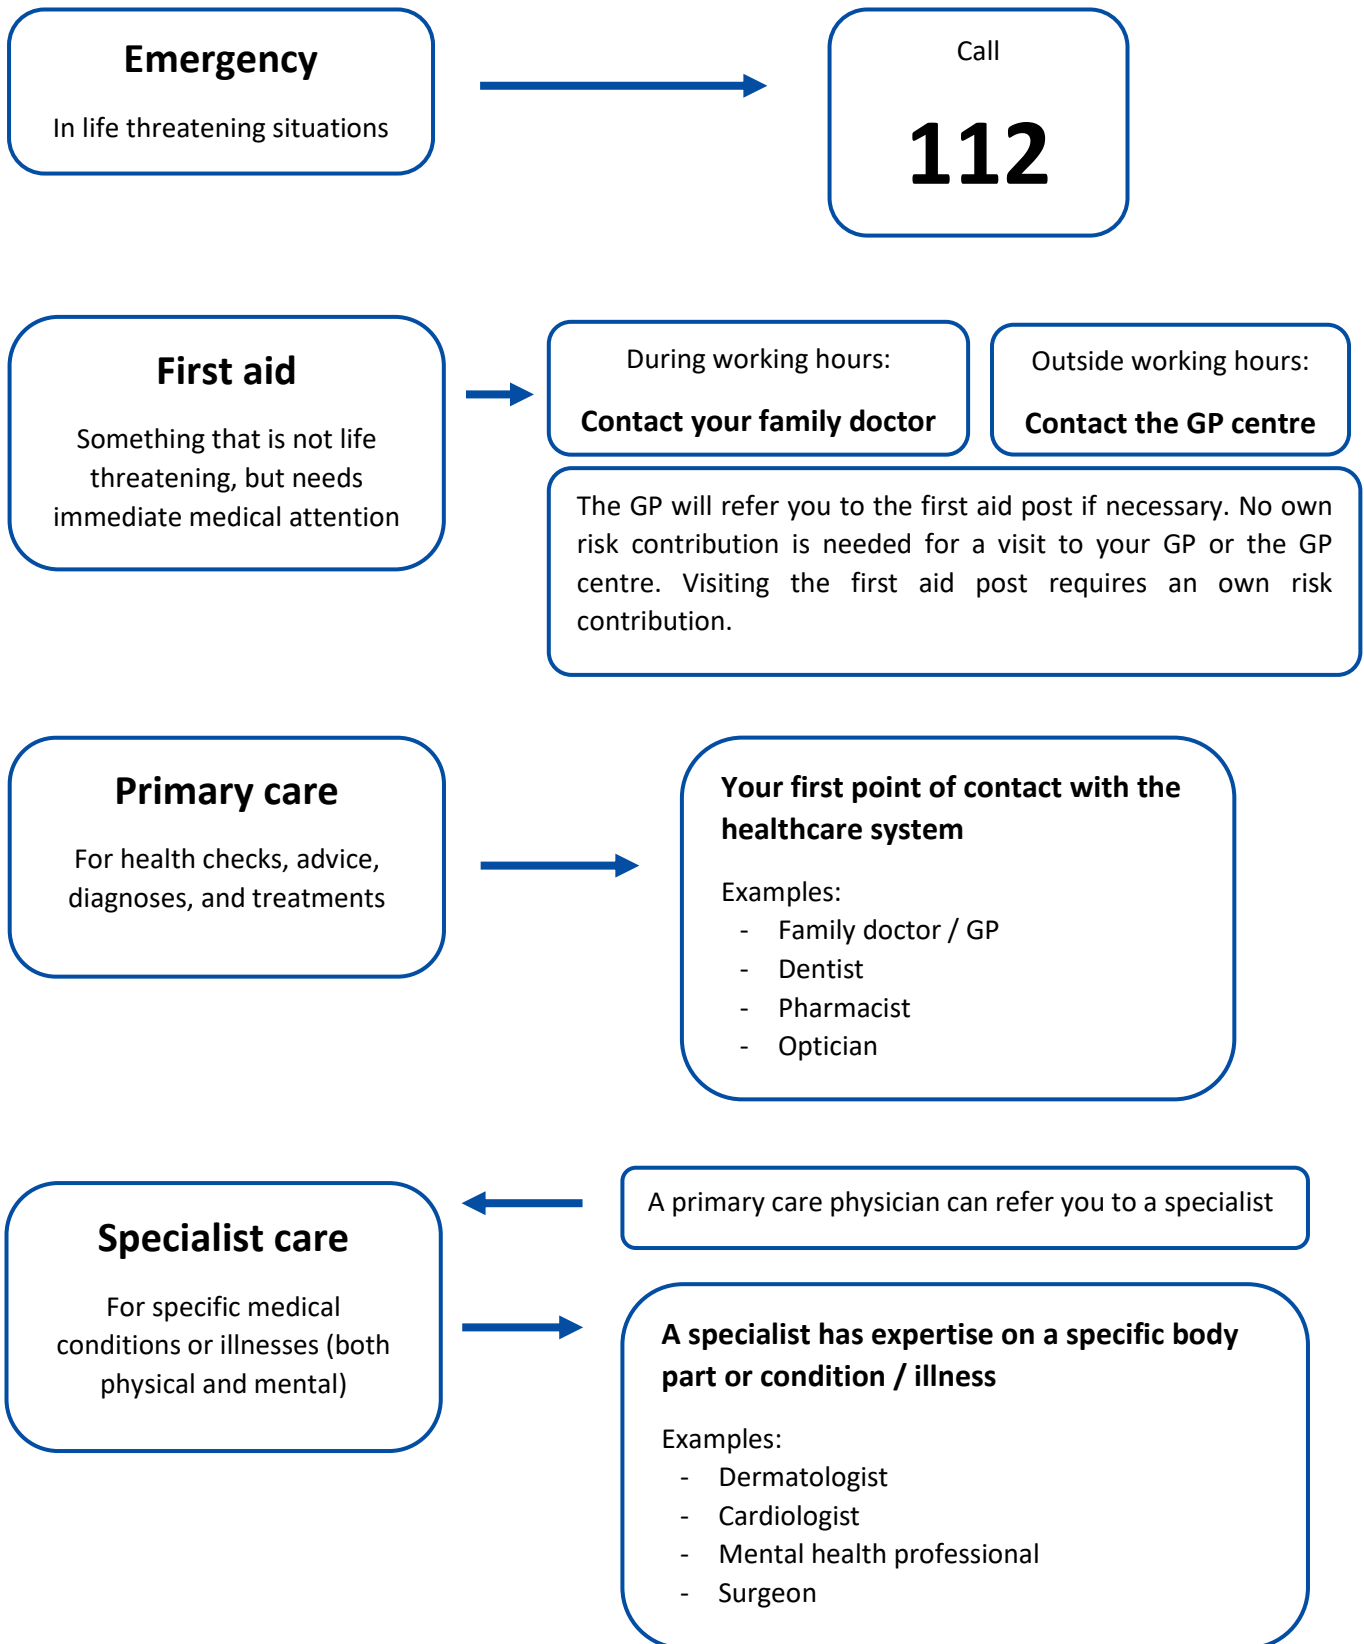 Emergency
In life threatening situations
Call
112
First aid
Something that is not life
threatening, but needs
immediate medical attention
During working hours:
Contact your family doctor
Outside working hours:
Contact the GP centre
The GP will refer you to the first aid post if necessary. No own
risk contribution is needed for a visit to your GP or the GP
centre. Visiting the first aid post requires an own risk
contribution.
Primary care
For health checks, advice,
diagnoses, and treatments
Your first point of contact with the
healthcare system
Examples:
- Family doctor / GP
- Dentist
- Pharmacist
- Optician
Specialist care
For specific medical
conditions or illnesses (both
physical and mental)
A primary care physician can refer you to a specialist
A specialist has expertise on a specific body
part or condition / illness
Examples:
- Dermatologist
- Cardiologist
- Mental health professional
- Surgeon